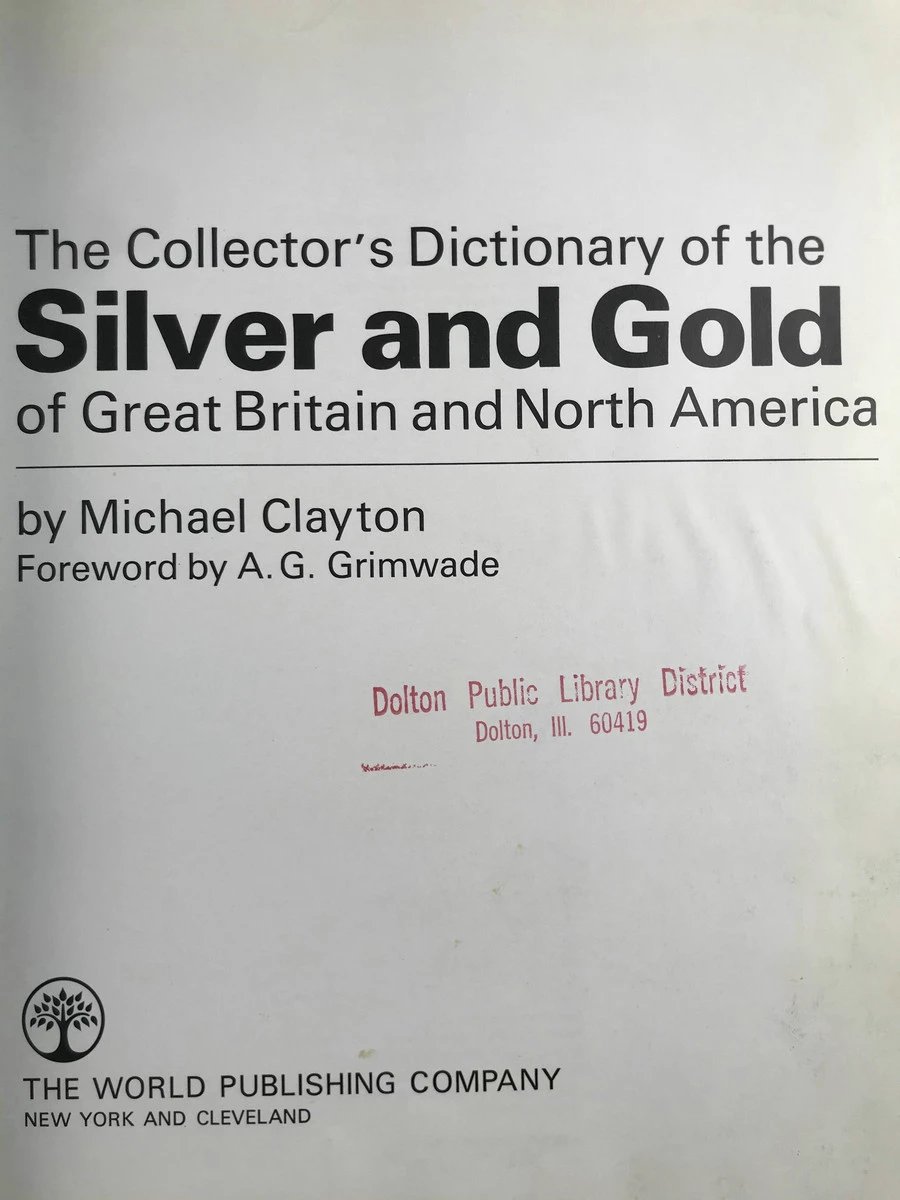 The Collector's Dictionary of the
Silver and Gold
of Great Britain and North America
by Michael Clayton
Foreword by A. G. Grimwade
Dolton Public Library District
Dolton, Ill. 60419
THE WORLD PUBLISHING COMPANY
NEW YORK AND CLEVELAND